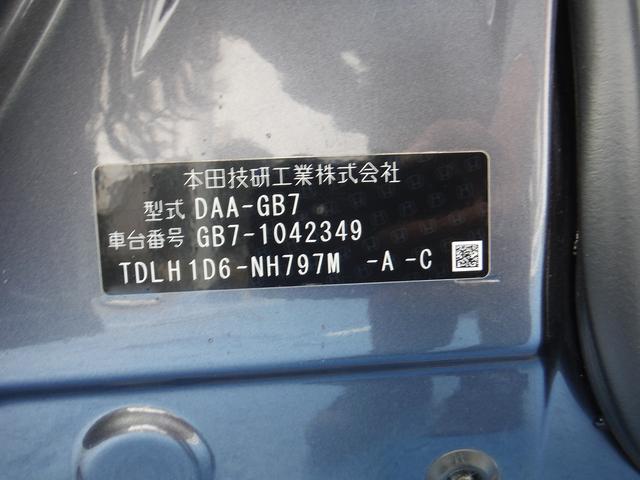 本田技研工業株式会社
型式 DAA-GB7
車台番号 GB7-1042349
TDLH1D6-NH797M -A -C